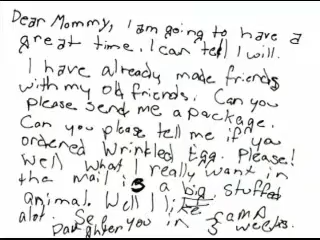 Dear Mommy, I am going to have a
great time. I can tell I will.
I have already made friends
with my old friends. Can you
please send me a package.
Can you please tell me if you
ordered Wrinkled Egg. Please!
Well what I really want in
the mail is a big stuffed
animal. Well I like camp
alot. See you in 3 weeks.
Daughter